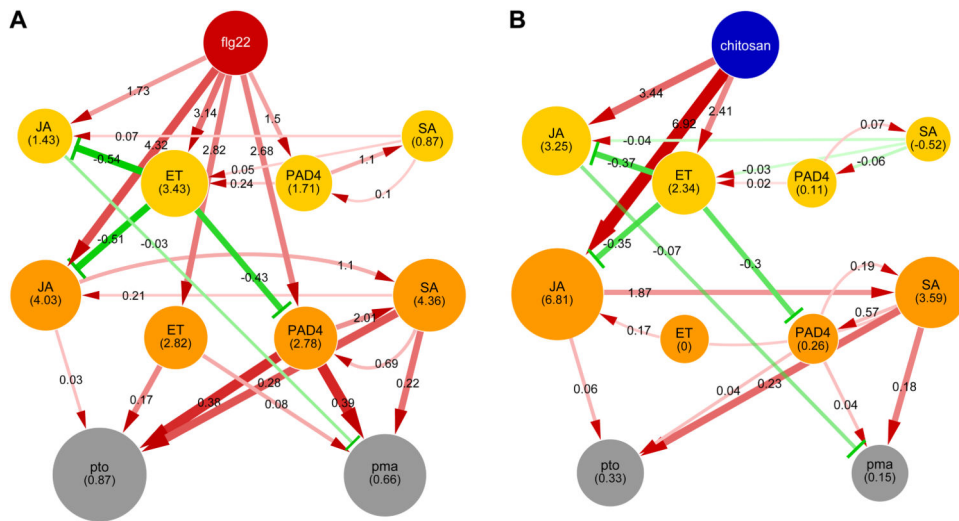 A
flg22
1.73
3.14
1.5
4.32
2.82
2.68
JA
(1.43)
0.07
SA
(0.87)
-0.54
0.05
0.24
1.1
0.1
ET
(3.43)
PAD4
(1.71)
-0.51
-0.03
-0.43
1.1
JA
(4.03)
0.21
SA
(4.36)
ET
(2.82)
PAD4
(2.78)
2.01
0.69
0.03
0.17
0.38
0.28
0.08
0.39
0.22
pto
(0.87)
pma
(0.66)
B
chitosan
3.44
6.92
2.41
JA
(3.25)
-0.04
0.07
SA
(-0.52)
-0.37
-0.03
-0.06
0.02
ET
(2.34)
PAD4
(0.11)
-0.35
-0.07
-0.3
0.19
JA
(6.81)
1.87
SA
(3.59)
0.17
ET
(0)
PAD4
(0.26)
0.57
0.06
0.04
0.23
0.04
0.18
pto
(0.33)
pma
(0.15)